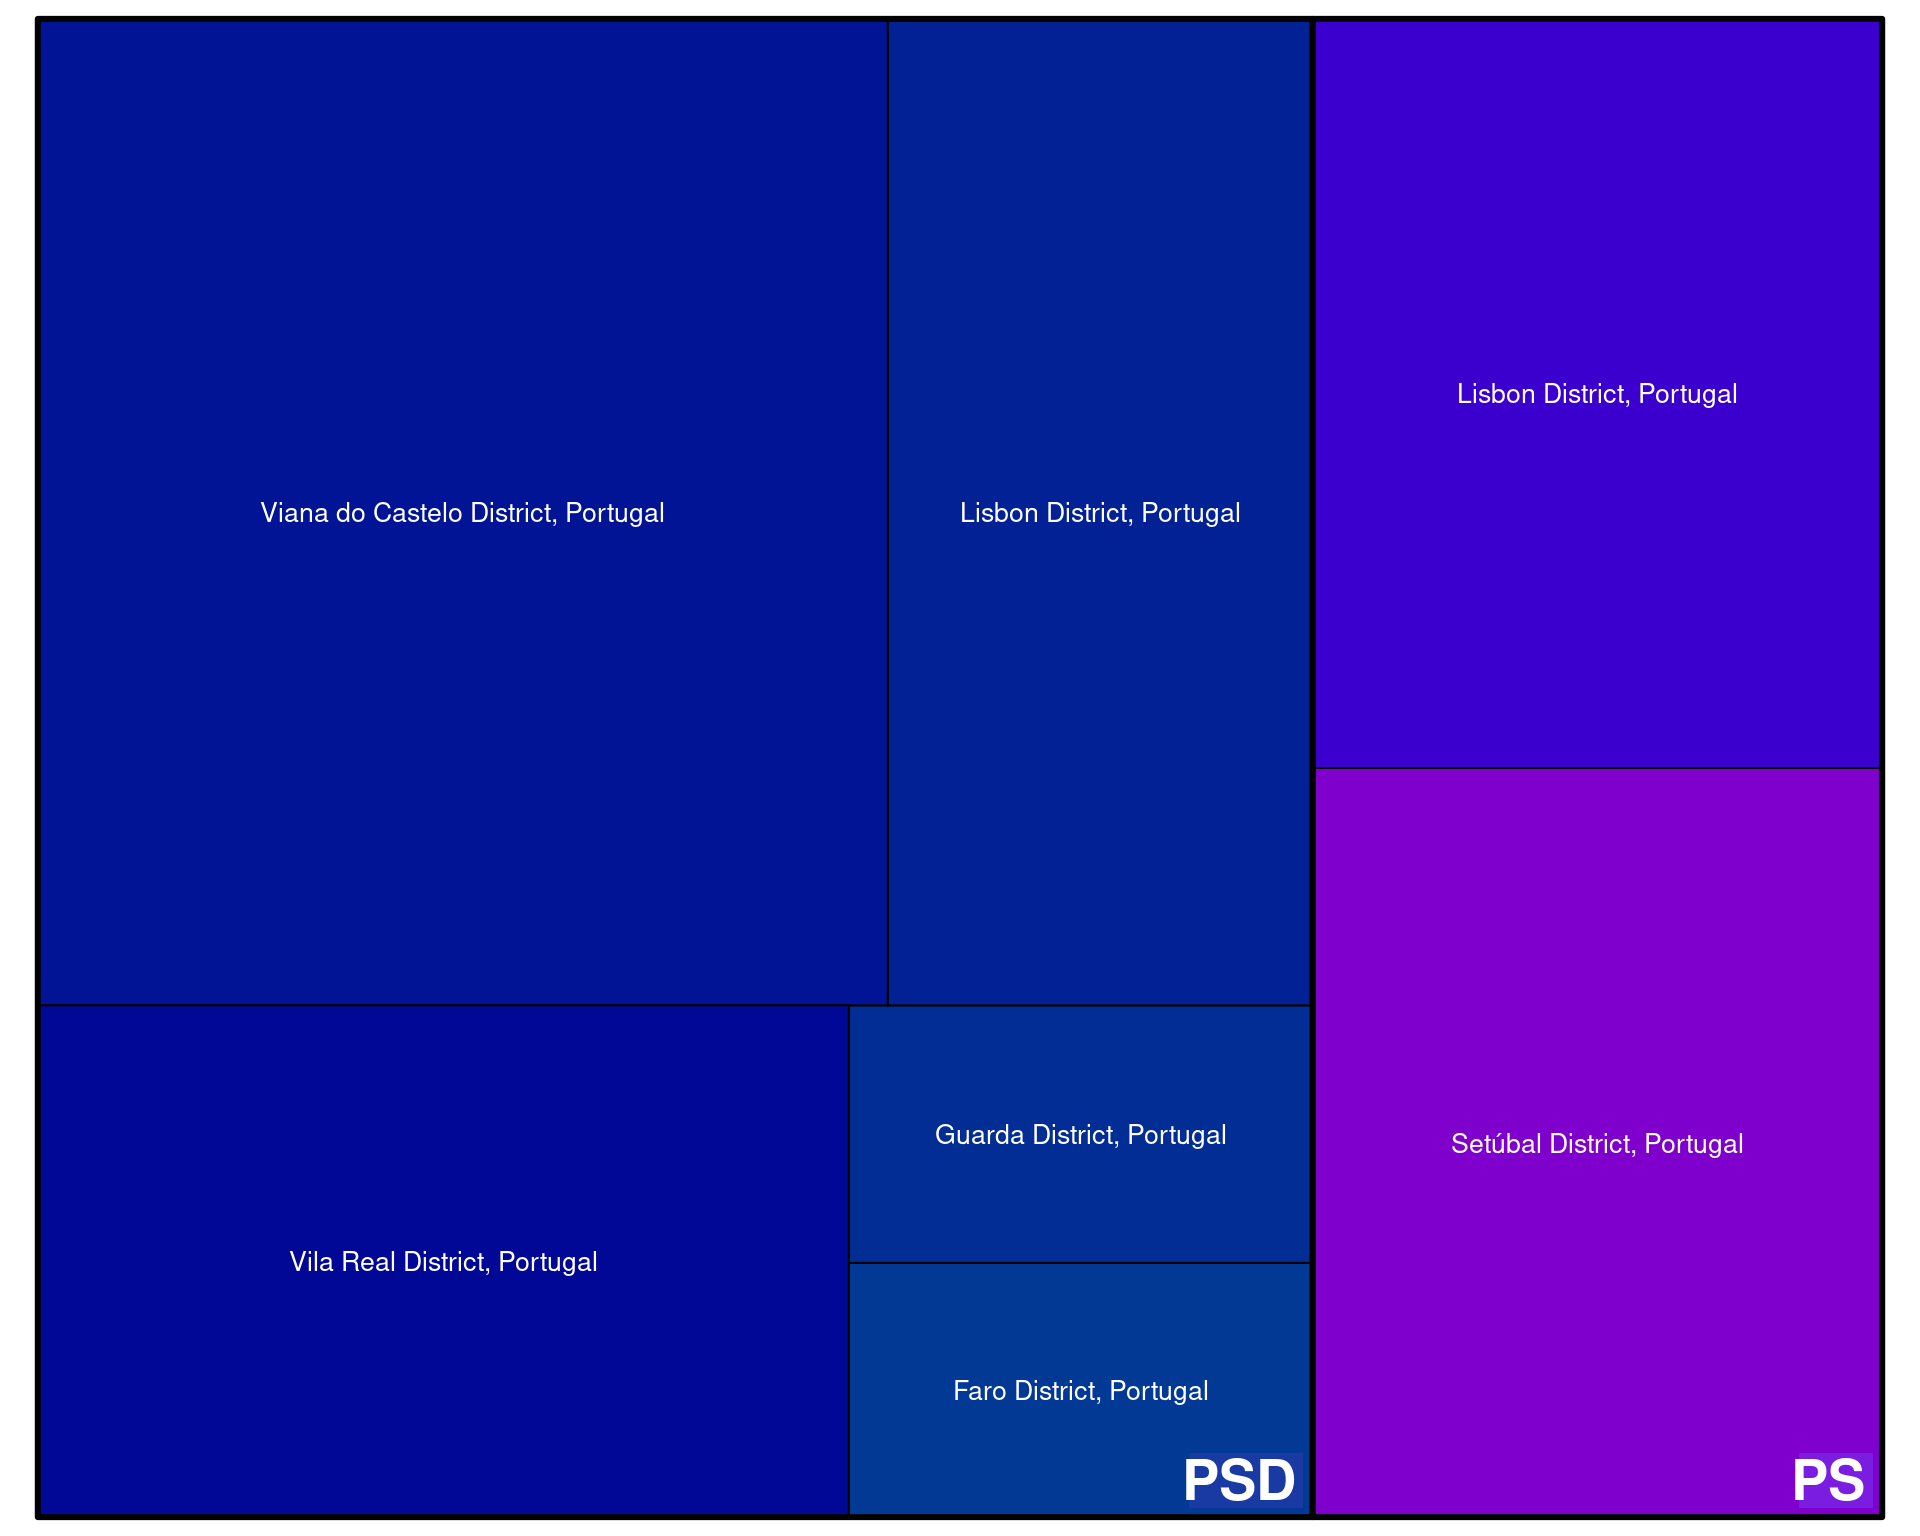 Viana do Castelo District, Portugal
Lisbon District, Portugal
Vila Real District, Portugal
Guarda District, Portugal
Faro District, Portugal
PSD
Lisbon District, Portugal
Setúbal District, Portugal
PS